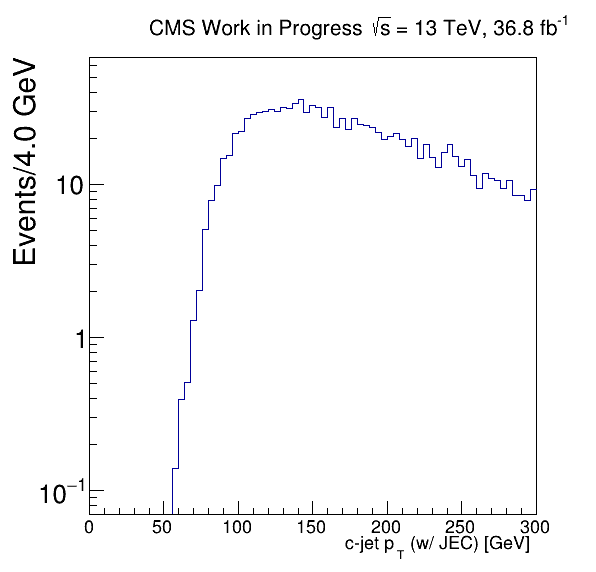 CMS Work in Progress √s = 13 TeV, 36.8 fb⁻¹
Events/4.0 GeV
10
1
10⁻¹
0 50 100 150 200 250 300
c-jet p_T (w/ JEC) [GeV]